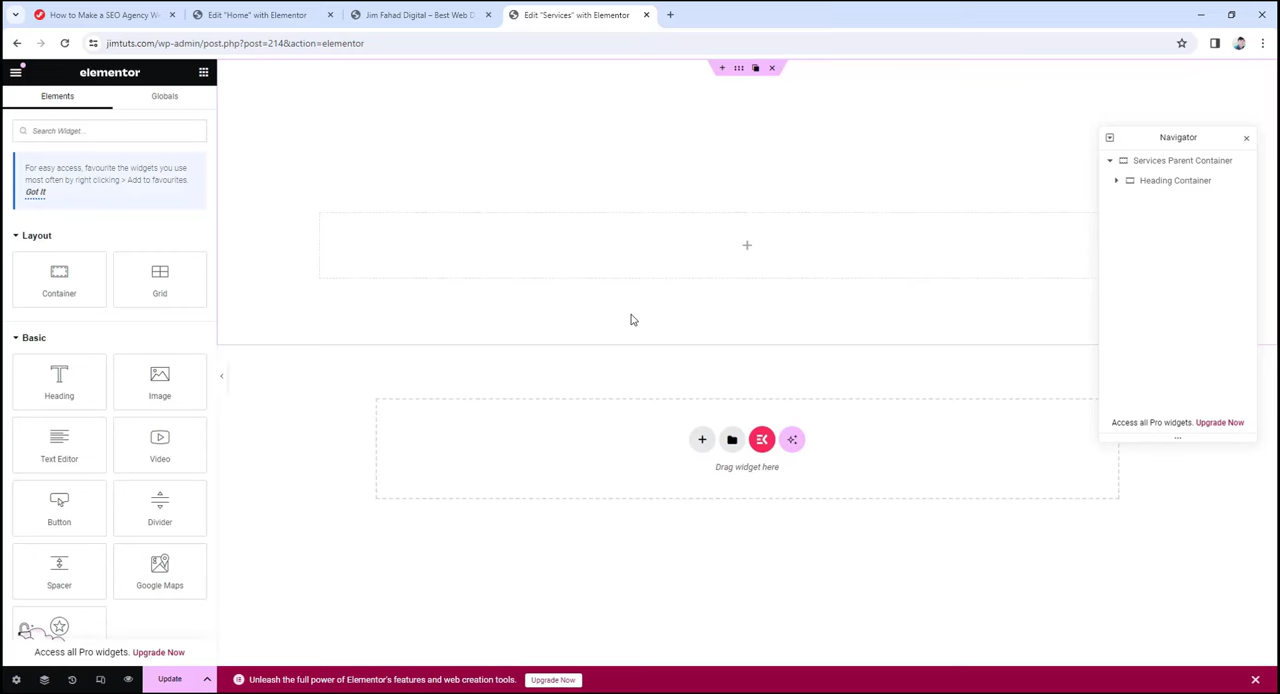 How to Make a SEO Agency We
Edit "Home" with Elementor
Jim Fahad Digital – Best Web D
Edit "Services" with Elementor
jimtuts.com/wp-admin/post.php?post=214&action=elementor
elementor
Elements
Globals
Search Widget...
For easy access, favourite the widgets you use
most often by right clicking > Add to favourites.
Got It
Layout
Container
Grid
Basic
Heading
Image
Text Editor
Video
Button
Divider
Spacer
Google Maps
Access all Pro widgets. Upgrade Now
Update
Drag widget here
Navigator
Services Parent Container
Heading Container
Access all Pro widgets. Upgrade Now
Unleash the full power of Elementor's features and web creation tools.
Upgrade Now